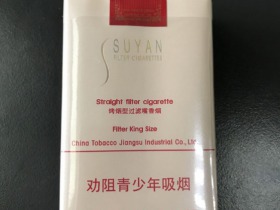 SUYAN
FILTER CIGARETTES
Straight filter cigarette
烤烟型过滤嘴香烟
Filter King Size
China Tobacco Jiangsu Industrial Co., Ltd
劝阻青少年吸烟